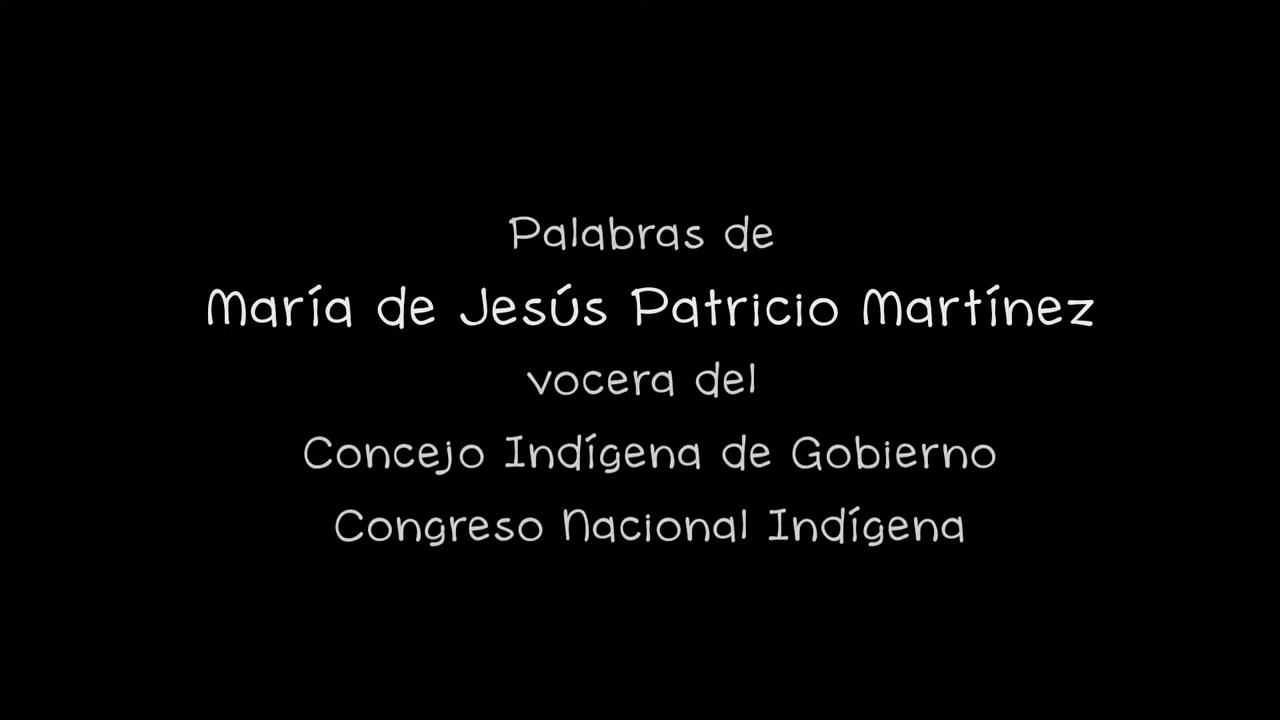 Palabras de
María de Jesús Patricio Martínez
vocera del
Concejo Indígena de Gobierno
Congreso Nacional Indígena